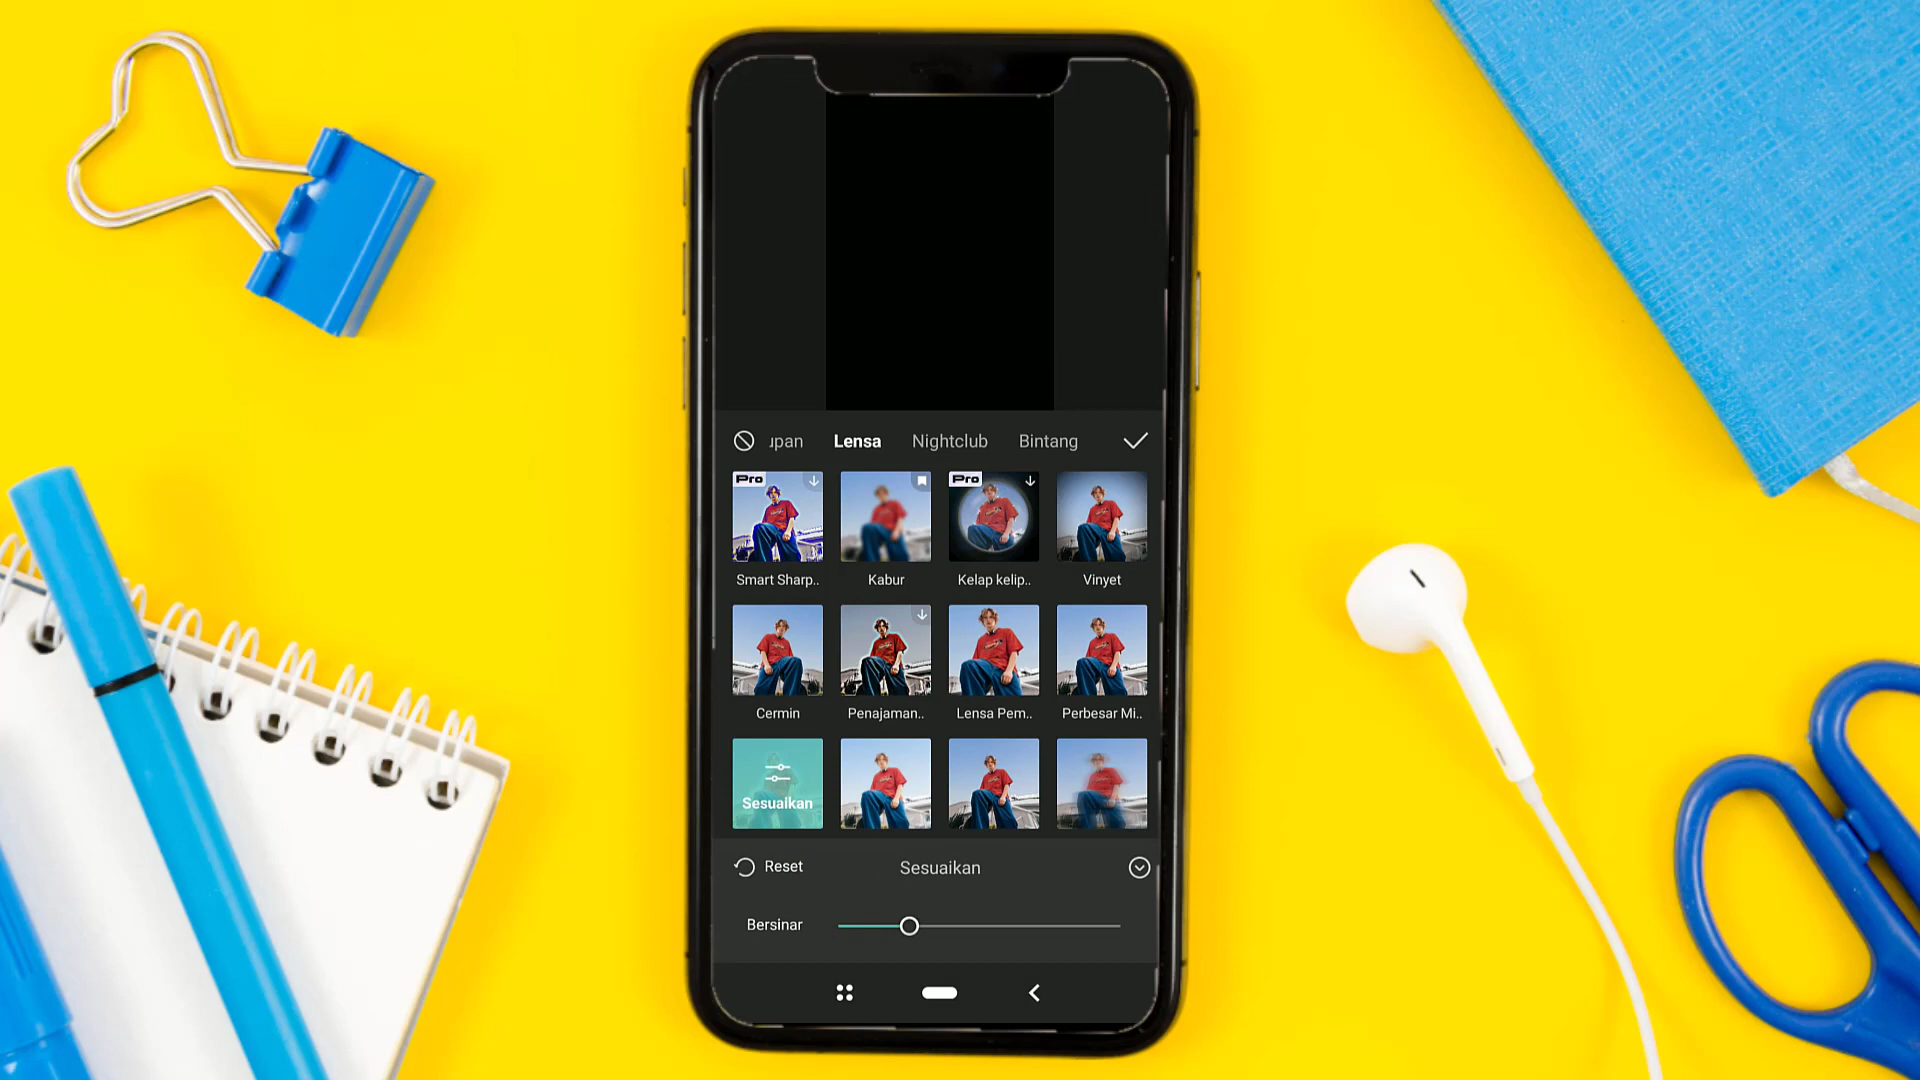 upan Lensa Nightclub Bintang
Pro Pro
Smart Sharp.. Kabur Kelap kelip.. Vinyet
Cermin Penajaman.. Lensa Pem.. Perbesar Mi..
Sesuaikan
Reset Sesuaikan
Bersinar